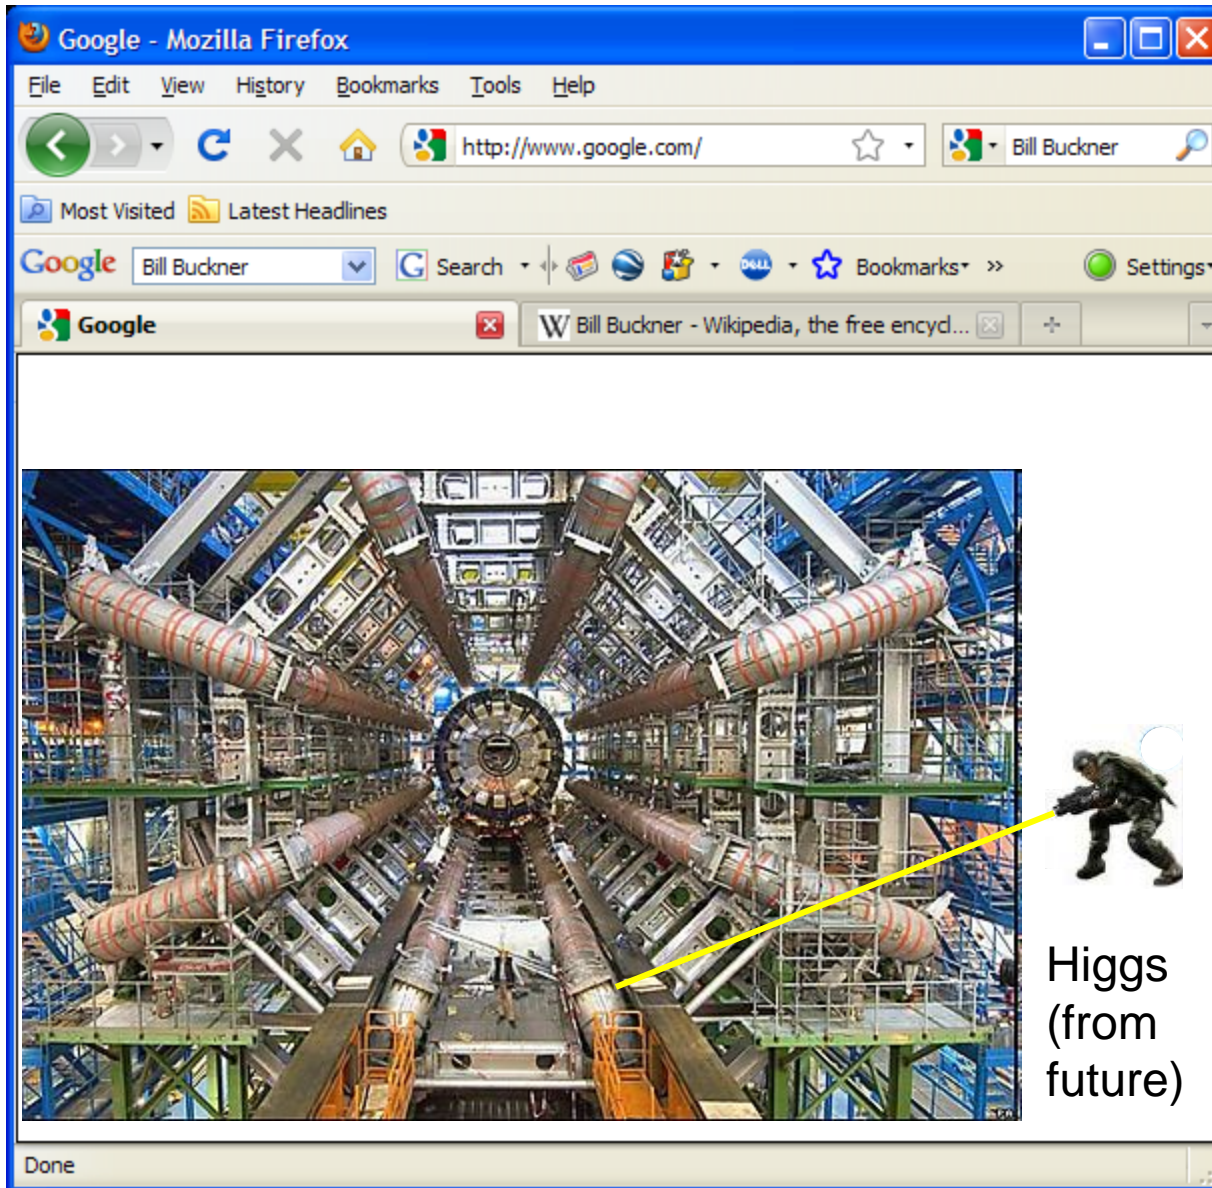 Google - Mozilla Firefox
File Edit View History Bookmarks Tools Help
http://www.google.com/ Bill Buckner
Most Visited Latest Headlines
Google Bill Buckner G Search DELL Bookmarks Settings
Google W Bill Buckner - Wikipedia, the free encycl...
Higgs
(from
future)
Done